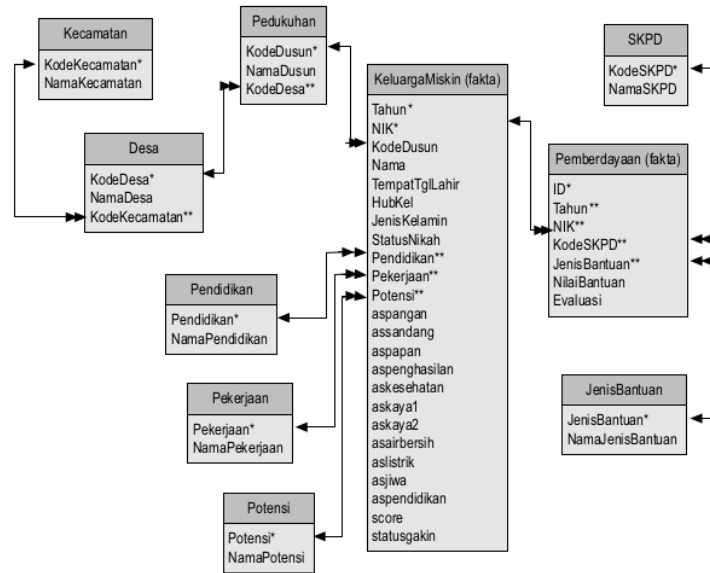 Kecamatan
KodeKecamatan*
NamaKecamatan
Pedukuhan
KodeDusun*
NamaDusun
KodeDesa**
Desa
KodeDesa*
NamaDesa
KodeKecamatan**
Pendidikan
Pendidikan*
NamaPendidikan
Pekerjaan
Pekerjaan*
NamaPekerjaan
Potensi
Potensi*
NamaPotensi
KeluargaMiskin (fakta)
Tahun*
NIK*
KodeDusun
Nama
TempatTglLahir
HubKel
JenisKelamin
StatusNikah
Pendidikan**
Pekerjaan**
Potensi**
aspangan
assandang
aspapan
aspenghasilan
askesehatan
askaya1
askaya2
asairbersih
aslistrik
asjiwa
aspendidikan
score
statusgakin
SKPD
KodeSKPD*
NamaSKPD
Pemberdayaan (fakta)
ID*
Tahun**
NIK**
KodeSKPD**
JenisBantuan**
NilaiBantuan
Evaluasi
JenisBantuan
JenisBantuan*
NamaJenisBantuan